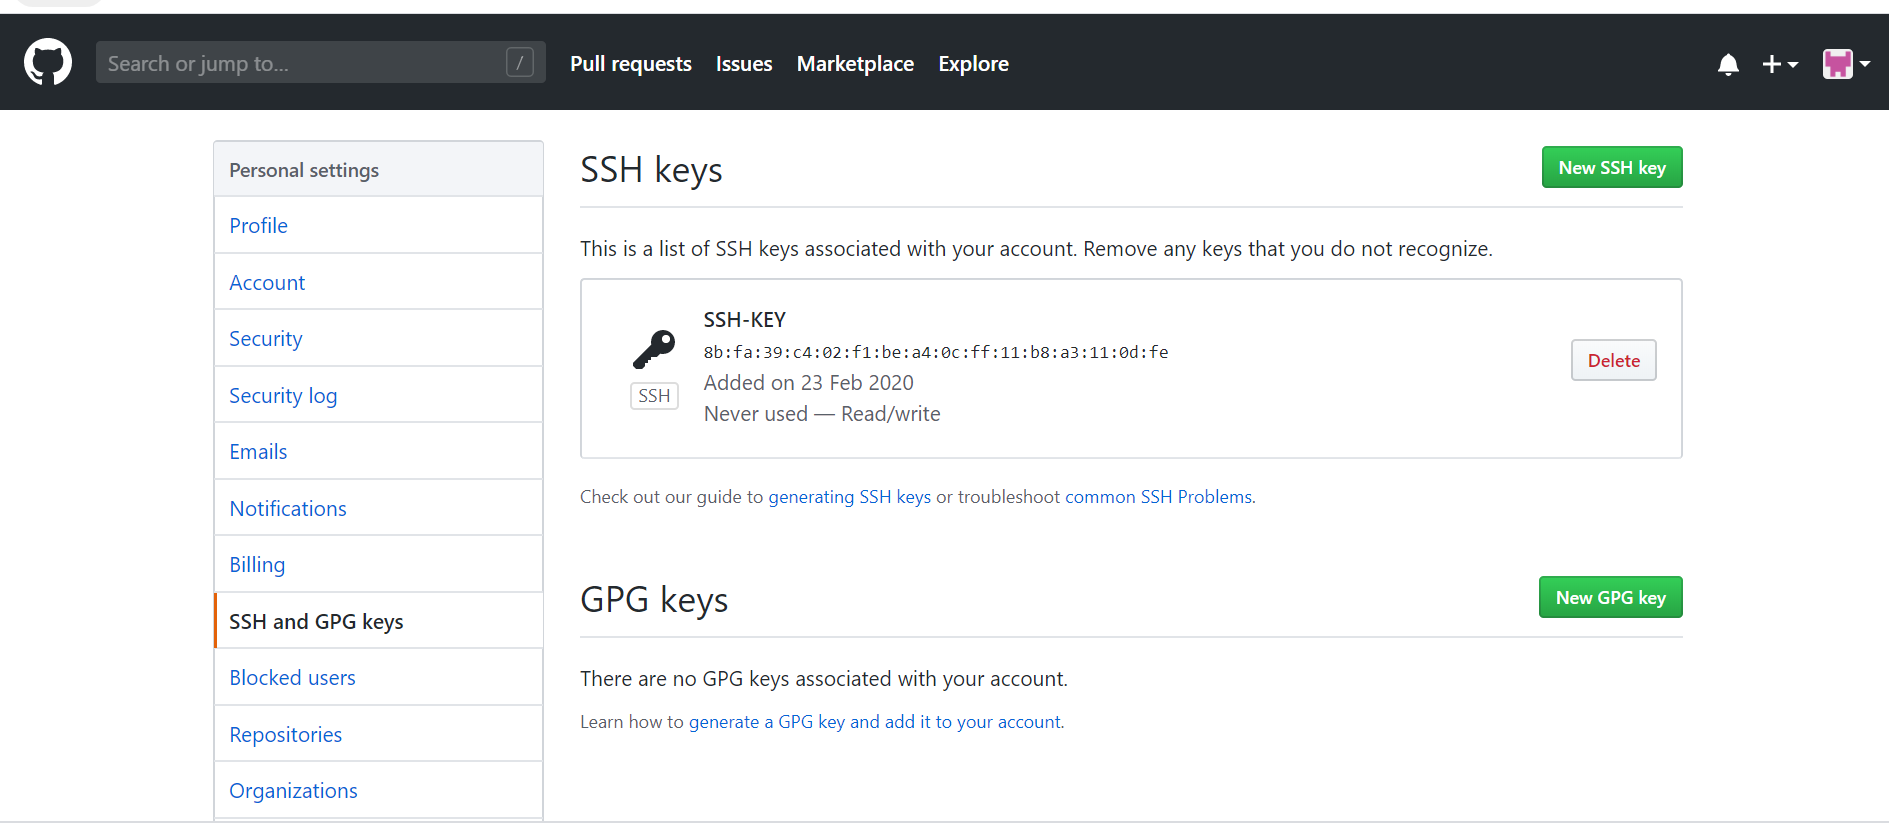 Search or jump to...
/
Pull requests
Issues
Marketplace
Explore
Personal settings
Profile
Account
Security
Security log
Emails
Notifications
Billing
SSH and GPG keys
Blocked users
Repositories
Organizations
SSH keys
New SSH key
This is a list of SSH keys associated with your account. Remove any keys that you do not recognize.
SSH-KEY
8b:fa:39:c4:02:f1:be:a4:0c:ff:11:b8:a3:11:0d:fe
Added on 23 Feb 2020
Never used — Read/write
SSH
Delete
Check out our guide to generating SSH keys or troubleshoot common SSH Problems.
GPG keys
New GPG key
There are no GPG keys associated with your account.
Learn how to generate a GPG key and add it to your account.